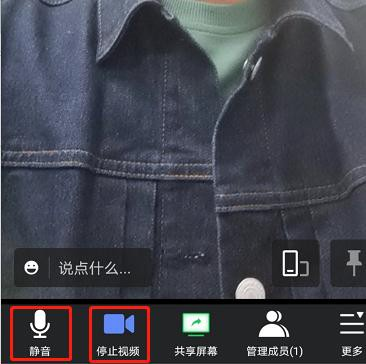 说点什么...
静音
停止视频
共享屏幕
管理成员(1)
更多